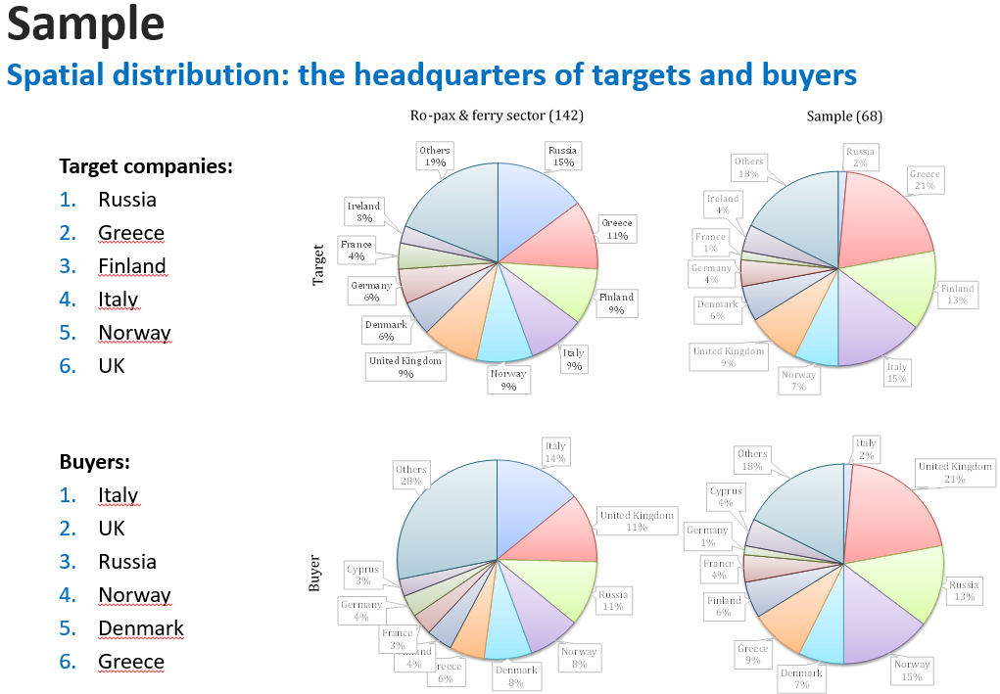 Sample
Spatial distribution: the headquarters of targets and buyers
Target companies:
1. Russia
2. Greece
3. Finland
4. Italy
5. Norway
6. UK
Buyers:
1. Italy
2. UK
3. Russia
4. Norway
5. Denmark
6. Greece
Ro-pax & ferry sector (142)
Target
Russia
15%
Greece
11%
Finland
9%
Italy
9%
Norway
9%
United Kingdom
9%
Denmark
6%
Germany
6%
France
4%
Ireland
3%
Others
19%
Sample (68)
Russia
2%
Greece
21%
Finland
13%
Italy
15%
Norway
7%
United Kingdom
9%
Denmark
6%
Germany
4%
France
1%
Ireland
4%
Others
18%
Buyer
Italy
14%
United Kingdom
11%
Russia
11%
Norway
8%
Denmark
8%
reece
6%
land
4%
France
3%
Germany
4%
Cyprus
3%
Others
28%
Italy
2%
United Kingdom
21%
Russia
13%
Norway
15%
Denmark
7%
Greece
9%
Finland
6%
France
4%
Germany
1%
Cyprus
4%
Others
18%